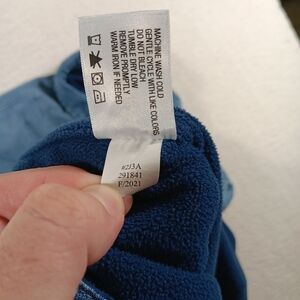 MACHINE WASH COLD
GENTLE CYCLE WITH LIKE COLORS
DO NOT BLEACH
TUMBLE DRY LOW
REMOVE PROMPTLY
WARM IRON IF NEEDED
291841
F/2021